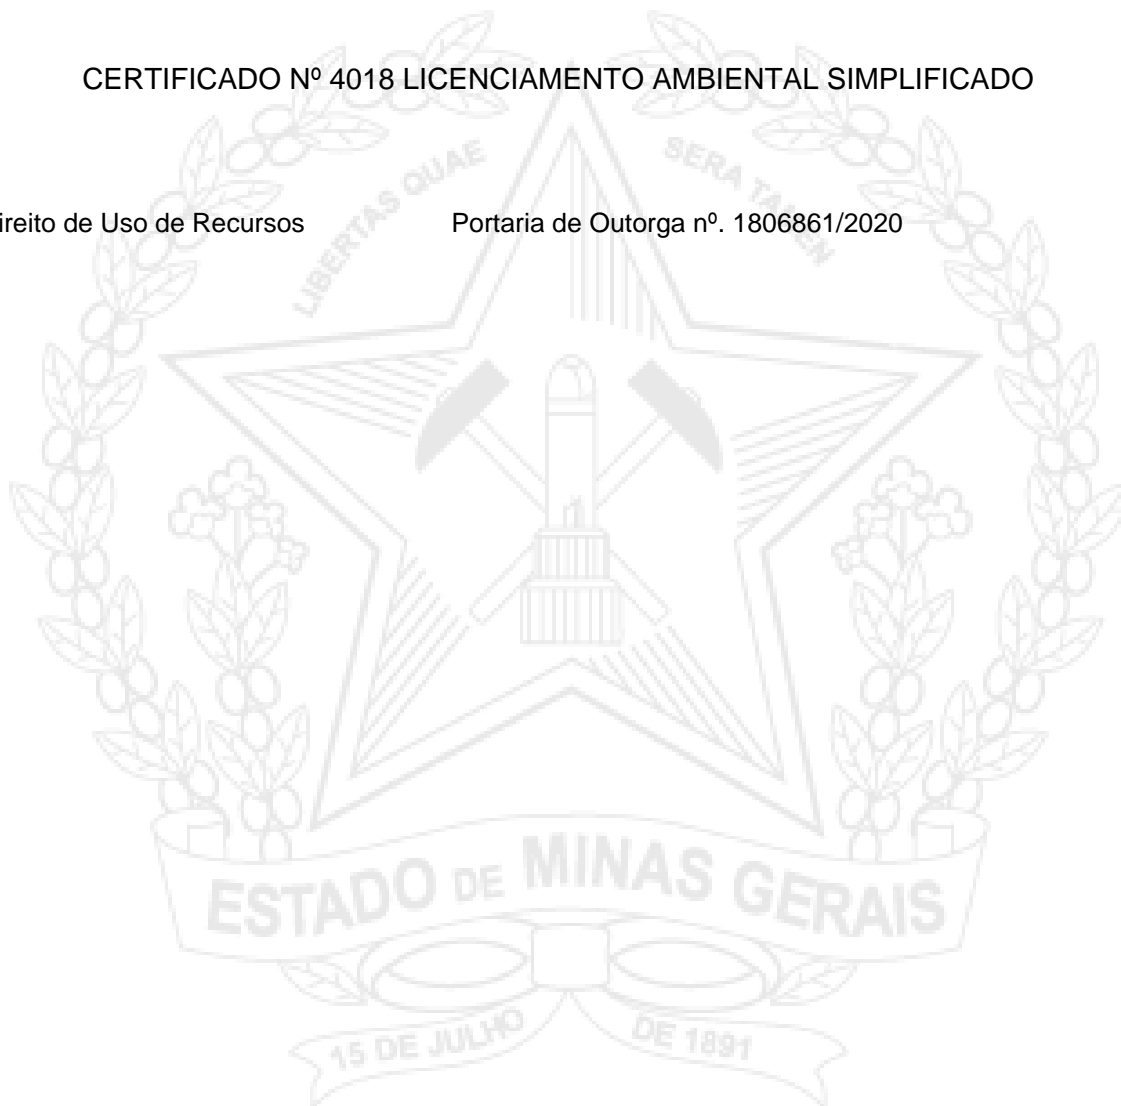 CERTIFICADO Nº 4018 LICENCIAMENTO AMBIENTAL SIMPLIFICADO
LIBERTAS QUAE SERA TAMEN
ireito de Uso de Recursos Portaria de Outorga nº. 1806861/2020
ESTADO DE MINAS GERAIS
15 DE JULHO DE 1891